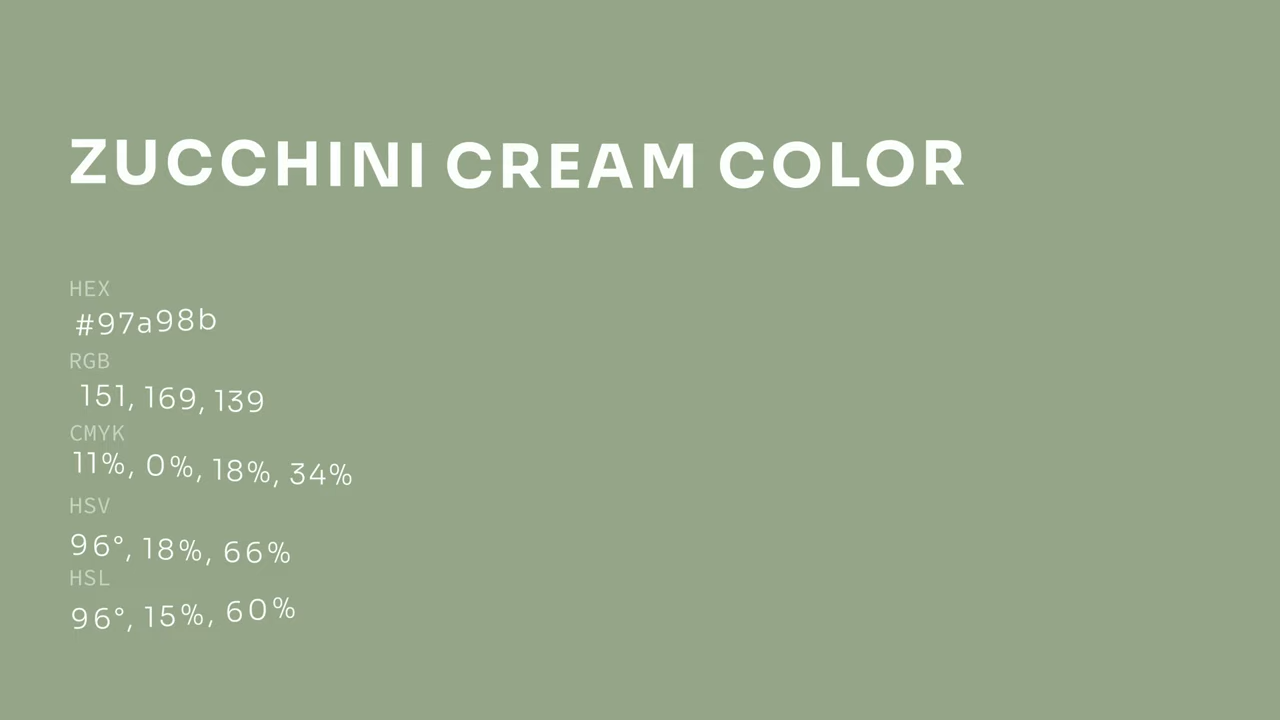 ZUCCHINI CREAM COLOR
HEX
#97a98b
RGB
151, 169, 139
CMYK
11%, 0%, 18%, 34%
HSV
96°, 18%, 66%
HSL
96°, 15%, 60%